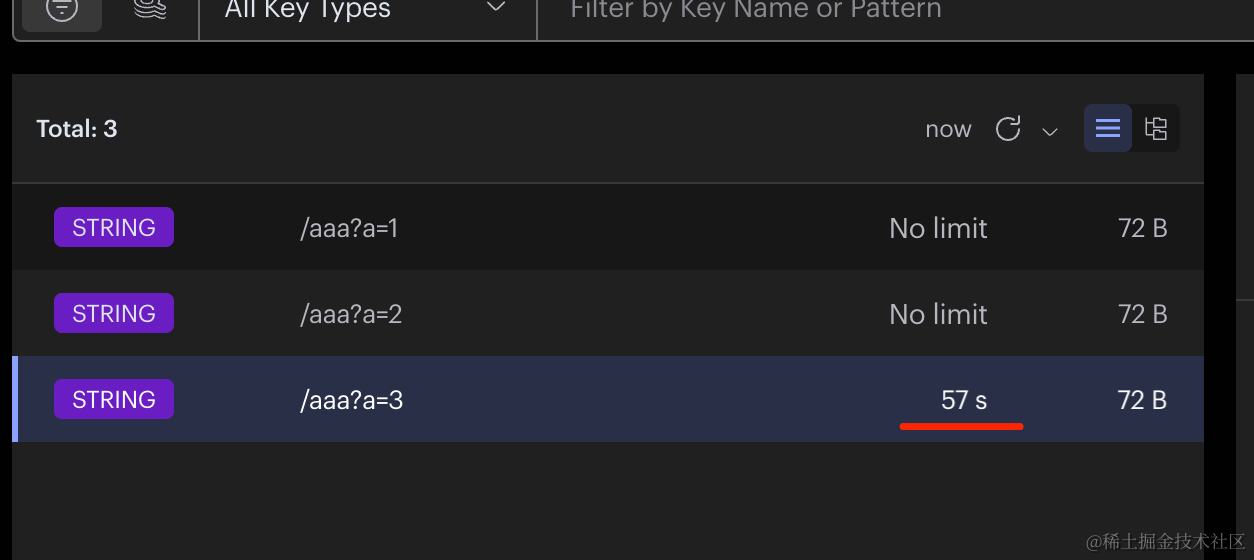 All Key Types Filter by Key Name or Pattern
Total: 3 now
STRING /aaa?a=1 No limit 72 B
STRING /aaa?a=2 No limit 72 B
STRING /aaa?a=3 57 s 72 B
@稀土掘金技术社区